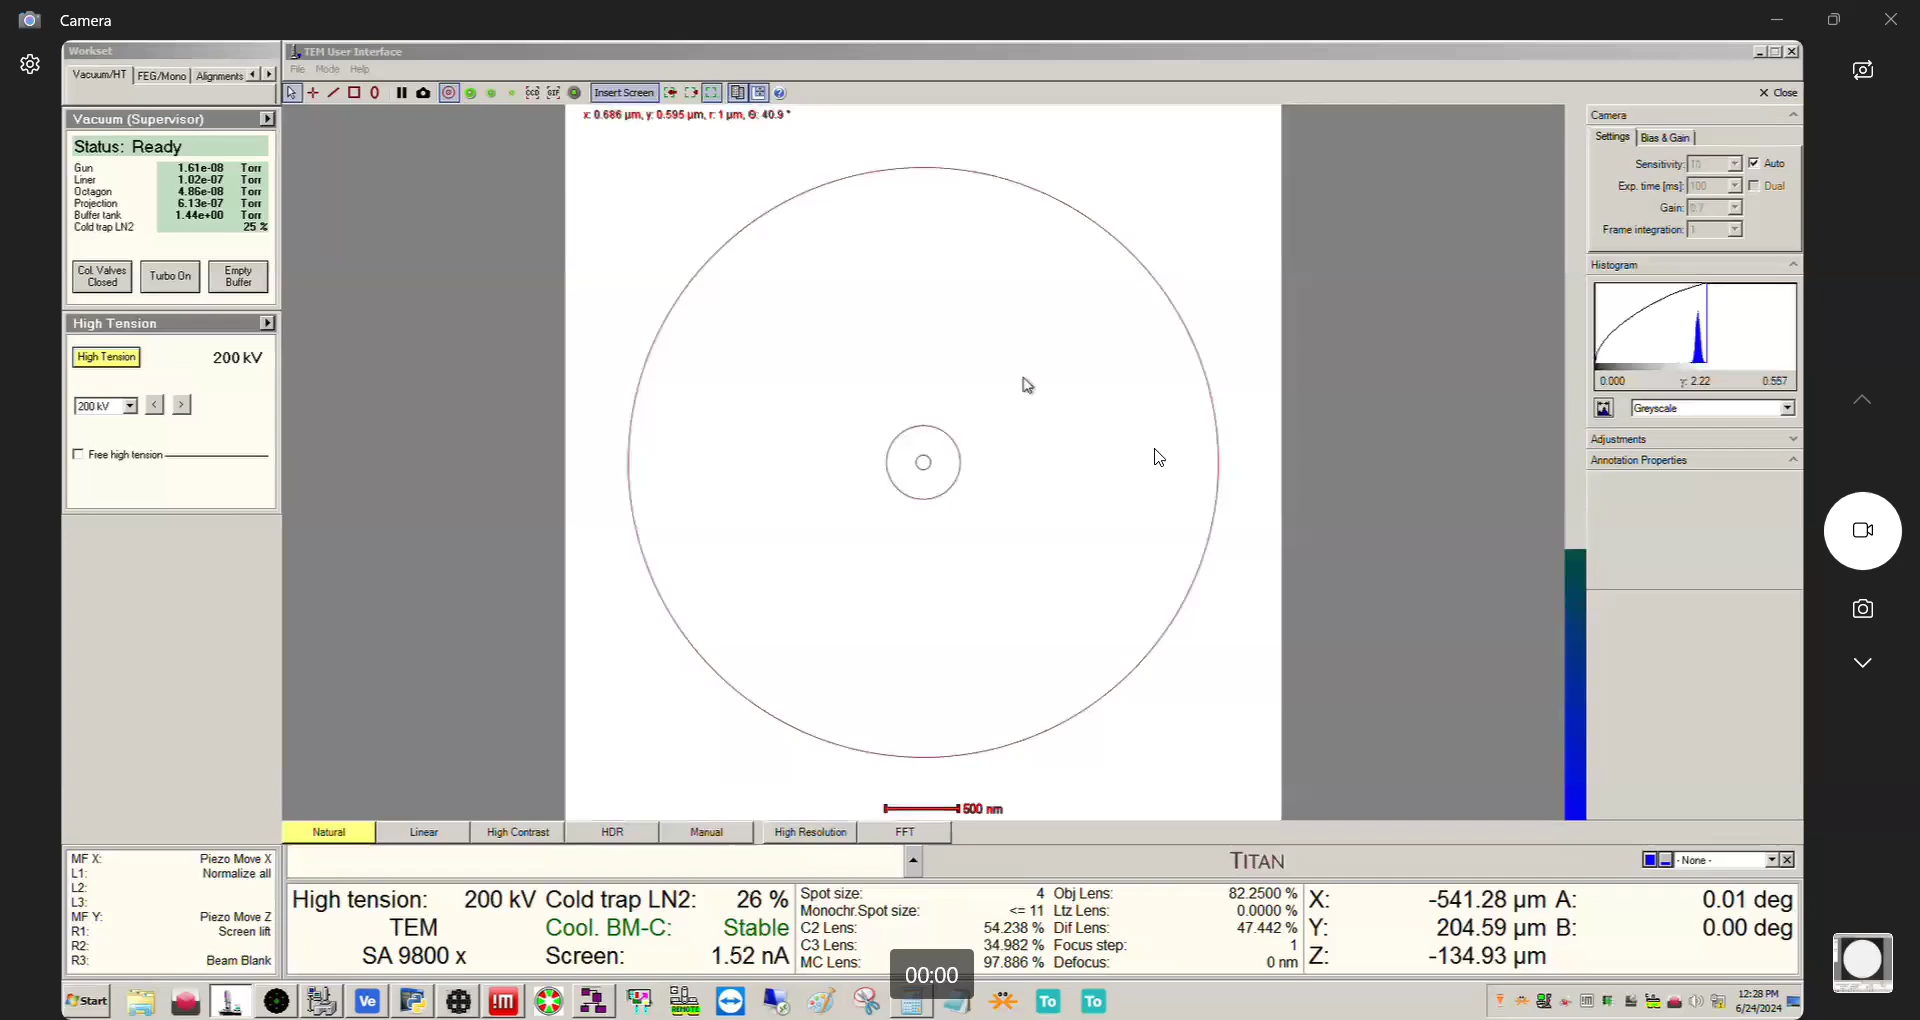 Camera
Workset
TEM User Interface
File Mode Help
Vacuum/HT FEG/Mono Alignments
Insert Screen
Close
x: 0.686 µm, y: 0.595 µm, r: 1 µm, Θ: 40.9 °
Vacuum (Supervisor)
Status: Ready
Gun 1.61e-08 Torr
Liner 1.02e-07 Torr
Octagon 4.86e-08 Torr
Projection 6.13e-07 Torr
Buffer tank 1.44e+00 Torr
Cold trap LN2 25 %
Col. Valves Closed
Turbo On
Empty Buffer
High Tension
High Tension 200 kV
200 kV < >
Free high tension
Camera
Settings Bias & Gain
Sensitivity: 10 Auto
Exp. time [ms]: 100 Dual
Gain: 0.7
Frame integration: 1
Histogram
0.000 γ: 2.22 0.557
Greyscale
Adjustments
Annotation Properties
500 nm
Natural Linear High Contrast HDR Manual High Resolution FFT
TITAN
- None -
MF X: Piezo Move X
L1: Normalize all
L2:
L3:
MF Y: Piezo Move Z
R1: Screen lift
R2:
R3: Beam Blank
High tension: 200 kV
TEM
SA 9800 x
Cold trap LN2: 26 %
Cool. BM-C: Stable
Screen: 1.52 nA
Spot size: 4
Monochr.Spot size: <= 11
C2 Lens: 54.238 %
C3 Lens: 34.982 %
MC Lens: 97.886 %
Obj Lens: 82.2500 %
Ltz Lens: 0.0000 %
Dif Lens: 47.442 %
Focus step: 1
Defocus: 0 nm
X: -541.28 µm A: 0.01 deg
Y: 204.59 µm B: 0.00 deg
Z: -134.93 µm
00:00
Start
Ve
REMOTE
To
To
12:28 PM
6/24/2024